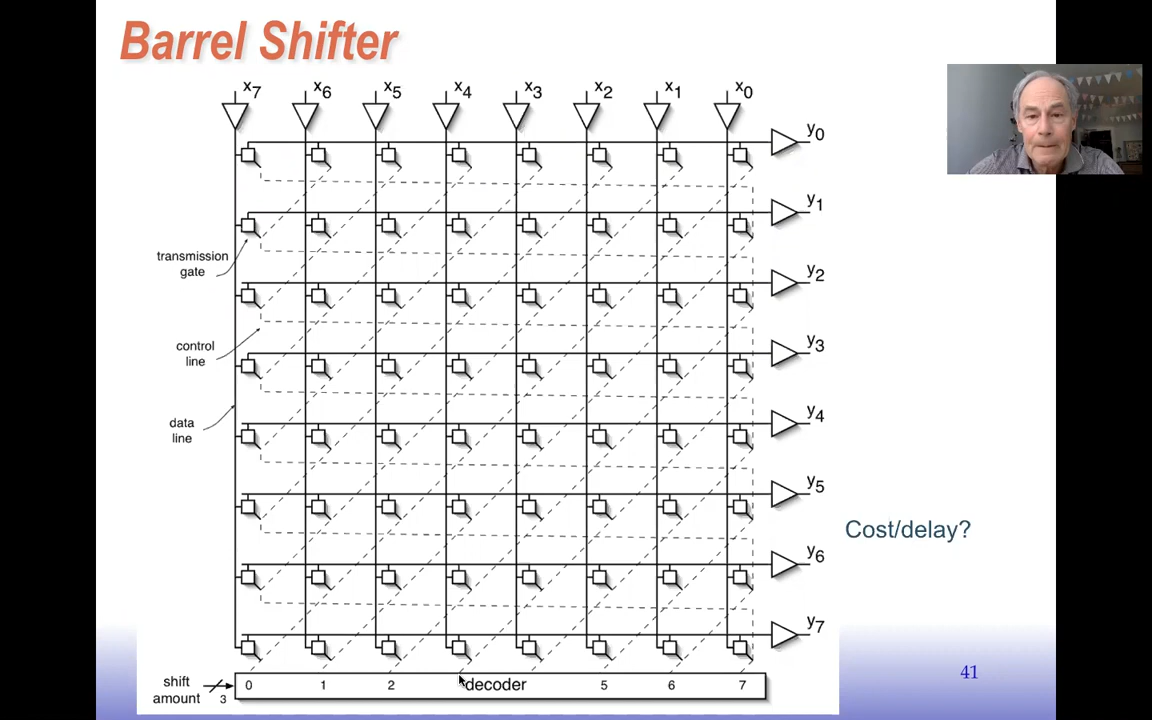 Barrel Shifter
x7 x6 x5 x4 x3 x2 x1 x0
y0
y1
transmission
gate
y2
control
line
y3
data
line
y4
y5
Cost/delay?
y6
y7
shift
amount
3
0 1 2 decoder 5 6 7
41